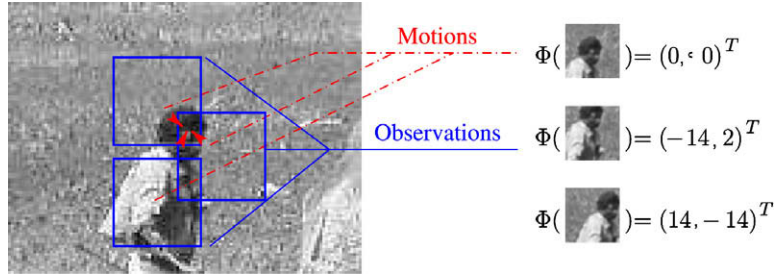 Motions
Φ( )= (0, 0)^T
Observations
Φ( )= (−14, 2)^T
Φ( )= (14, −14)^T